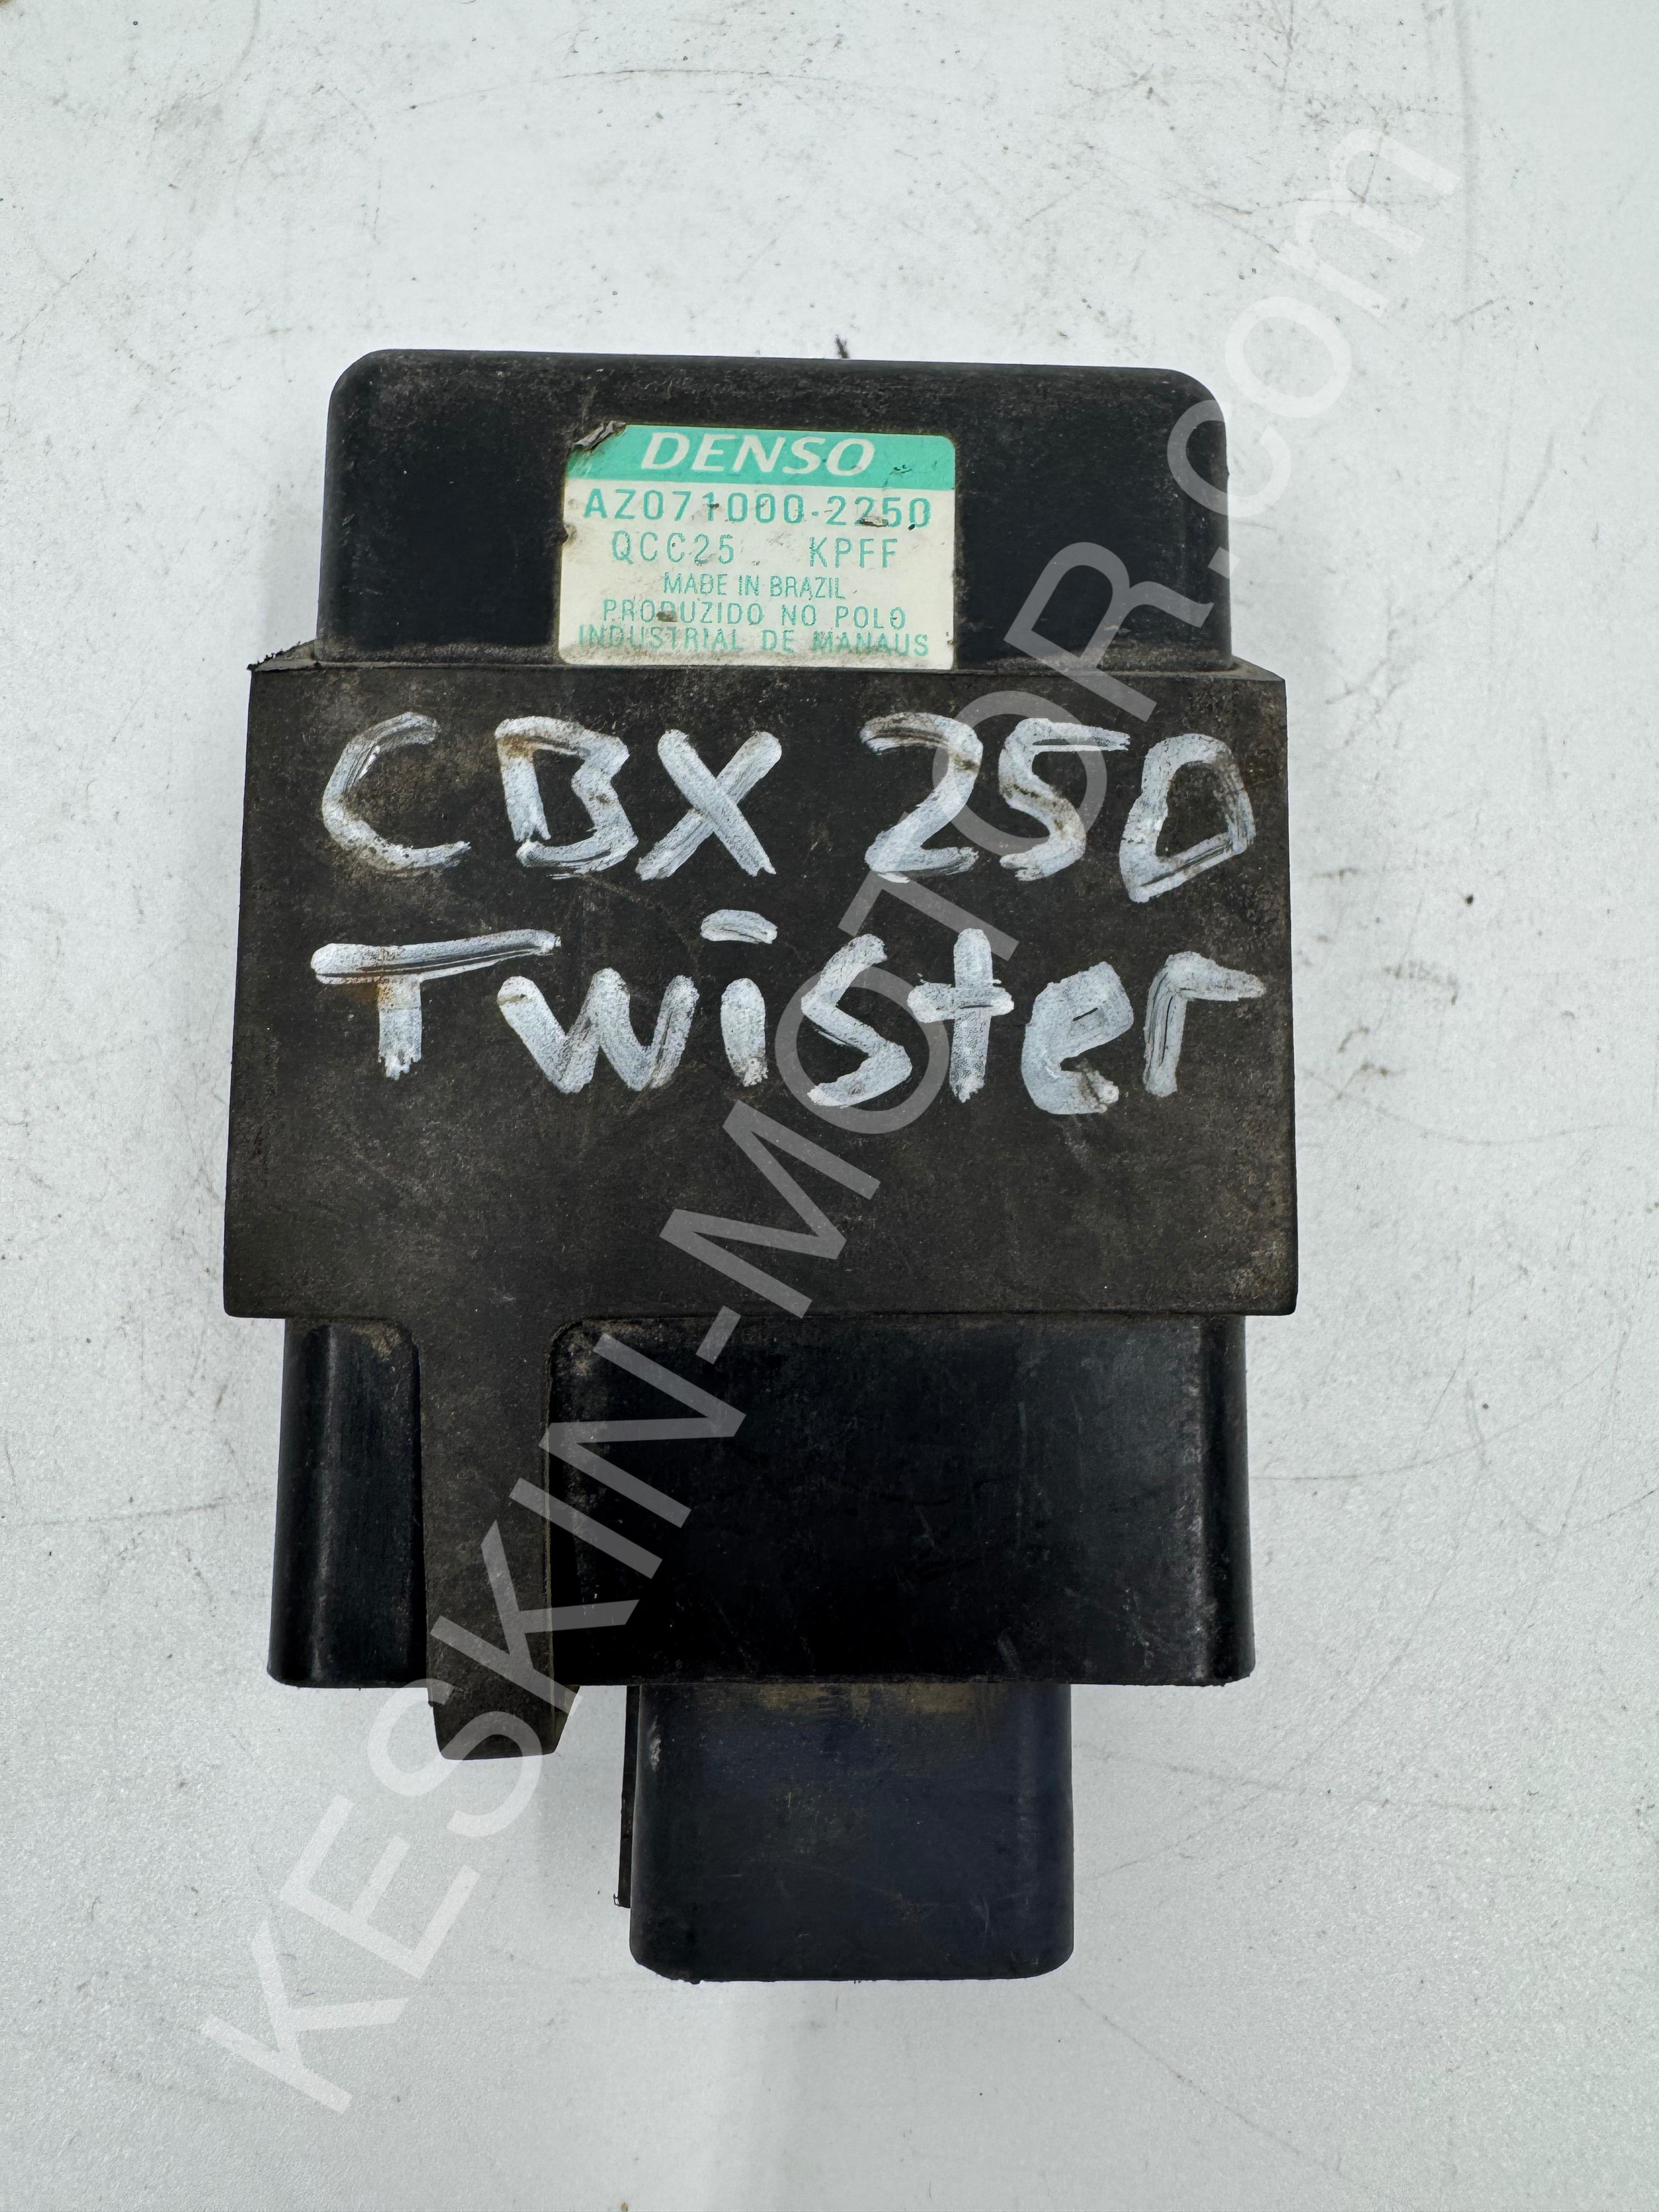 DENSO
AZ071000-2250
QCC25 KPFF
MADE IN BRAZIL
PRODUZIDO NO POLO
INDUSTRIAL DE MANAUS
CBX 250
Twister
KESKIN-MOTOR.com